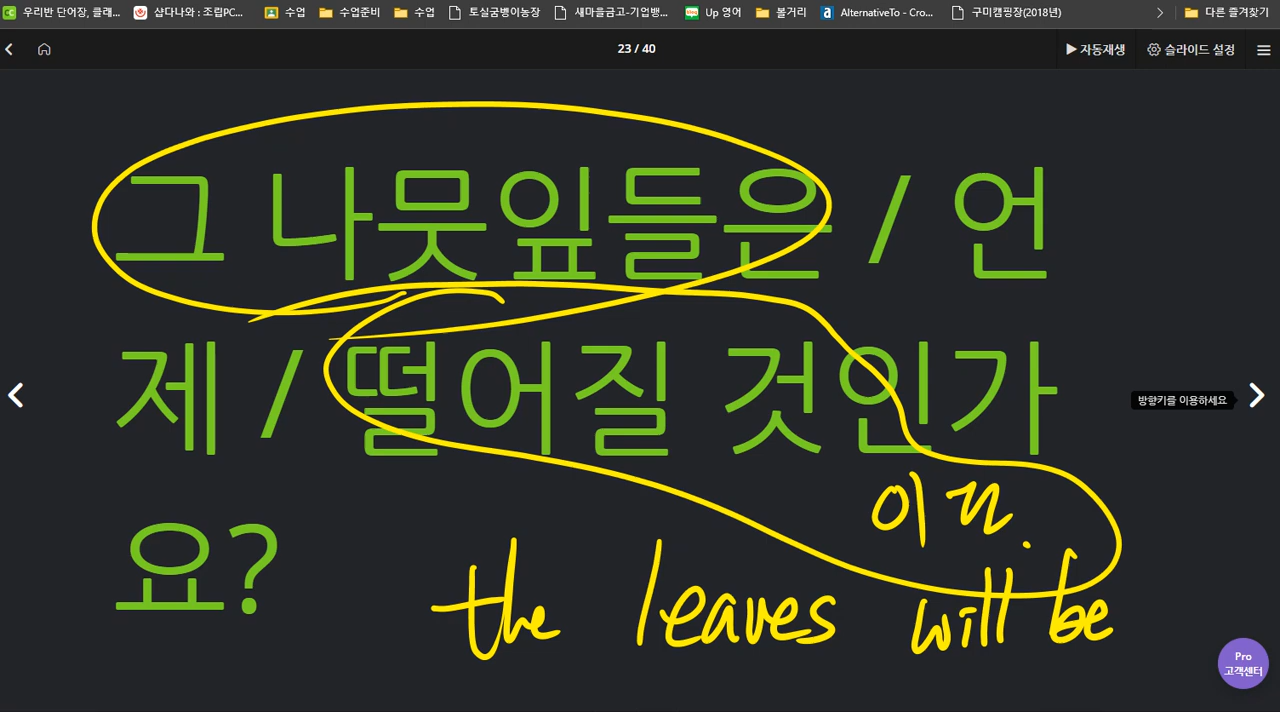 우리반 단어장, 클래... 샵다나와 : 조립PC... 수업 수업준비 수업 토실굼벵이농장 새마을금고-기업뱅... Up 영어 볼거리 AlternativeTo - Cro... 구미캠핑장(2018년) 다른 즐겨찾기
23 / 40 ▶ 자동재생 슬라이드 설정
그 나뭇잎들은 / 언
제 / 떨어질 것인가
방향키를 이용하세요
요?
the leaves will be
Pro
고객센터